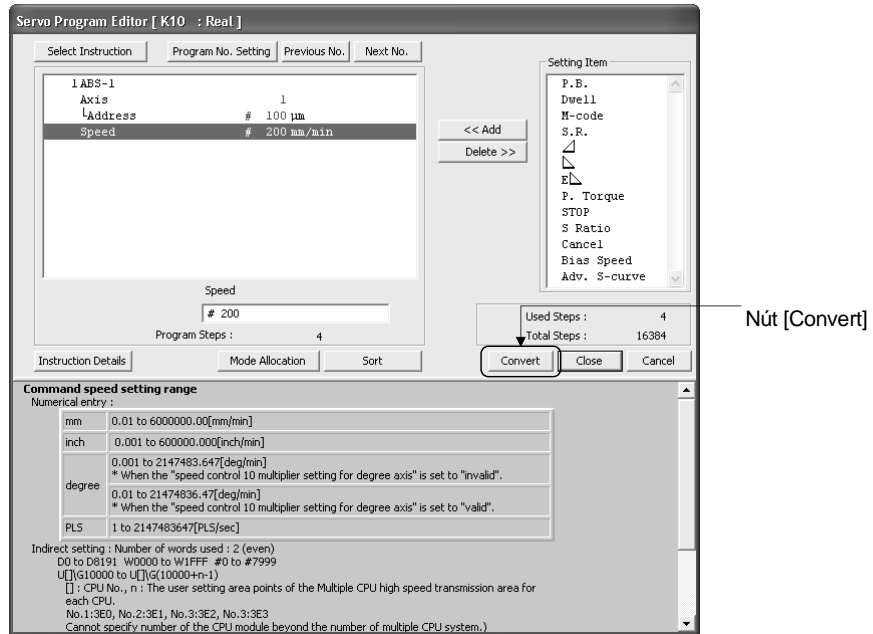 Servo Program Editor [ K10 : Real ]
Select Instruction Program No. Setting Previous No. Next No.
1 ABS-1
Axis 1
└Address # 100 µm
Speed # 200 mm/min
<< Add
Delete >>
Setting Item
P.B.
Dwell
M-code
S.R.
E
P. Torque
STOP
S Ratio
Cancel
Bias Speed
Adv. S-curve
Speed
# 200
Program Steps : 4
Used Steps : 4
Total Steps : 16384
Nút [Convert]
Instruction Details Mode Allocation Sort Convert Close Cancel
Command speed setting range
Numerical entry :
mm 0.01 to 6000000.00[mm/min]
inch 0.001 to 600000.000[inch/min]
degree
0.001 to 2147483.647[deg/min]
* When the "speed control 10 multiplier setting for degree axis" is set to "invalid".
0.01 to 21474836.47[deg/min]
* When the "speed control 10 multiplier setting for degree axis" is set to "valid".
PLS 1 to 2147483647[PLS/sec]
Indirect setting : Number of words used : 2 (even)
D0 to D8191 W0000 to W1FFF #0 to #7999
U[]\G10000 to U[]\G(10000+n-1)
[] : CPU No., n : The user setting area points of the Multiple CPU high speed transmission area for
each CPU.
No.1:3E0, No.2:3E1, No.3:3E2, No.3:3E3
Cannot specify number of the CPU module beyond the number of multiple CPU system.)